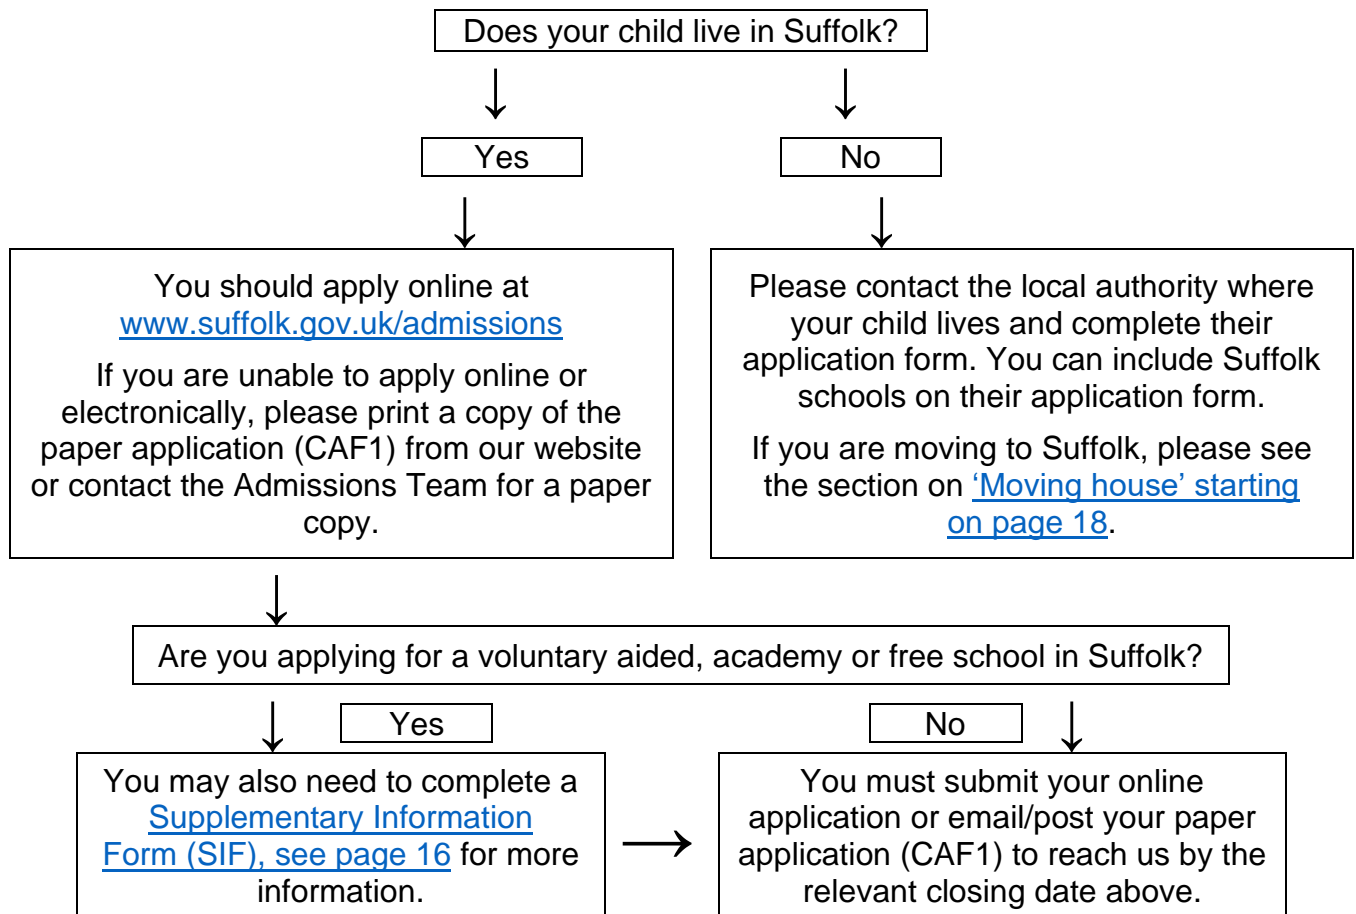 Does your child live in Suffolk?
Yes
No
You should apply online at
www.suffolk.gov.uk/admissions
If you are unable to apply online or
electronically, please print a copy of the
paper application (CAF1) from our website
or contact the Admissions Team for a paper
copy.
Please contact the local authority where
your child lives and complete their
application form. You can include Suffolk
schools on their application form.
If you are moving to Suffolk, please see
the section on ‘Moving house’ starting
on page 18.
Are you applying for a voluntary aided, academy or free school in Suffolk?
Yes
No
You may also need to complete a
Supplementary Information
Form (SIF), see page 16 for more
information.
You must submit your online
application or email/post your paper
application (CAF1) to reach us by the
relevant closing date above.